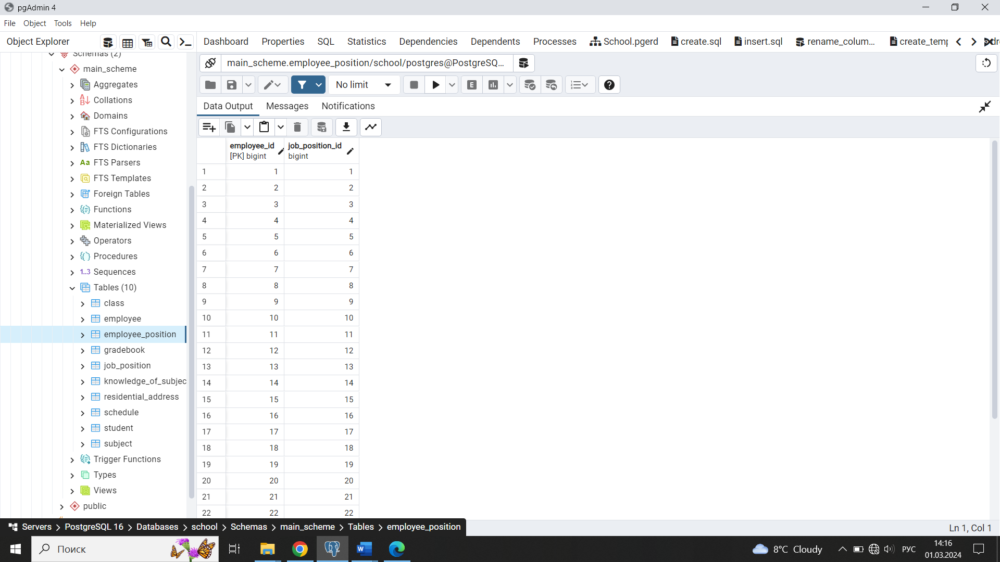 pgAdmin 4
File Object Tools Help
Object Explorer
Dashboard Properties SQL Statistics Dependencies Dependents Processes School.pgerd create.sql insert.sql rename_colum... create_temp
main_scheme.employee_position/school/postgres@PostgreSQ...
No limit
E
Data Output Messages Notifications
employee_id job_position_id
[PK] bigint bigint
1 1 1
2 2 2
3 3 3
4 4 4
5 5 5
6 6 6
7 7 7
8 8 8
9 9 9
10 10 10
11 11 11
12 12 12
13 13 13
14 14 14
15 15 15
16 16 16
17 17 17
18 18 18
19 19 19
20 20 20
21 21 21
22 22 22
Schemas (2)
main_scheme
Aggregates
Collations
Domains
FTS Configurations
FTS Dictionaries
Aa FTS Parsers
FTS Templates
Foreign Tables
Functions
Materialized Views
Operators
Procedures
1..3 Sequences
Tables (10)
class
employee
employee_position
gradebook
job_position
knowledge_of_subjec
residential_address
schedule
student
subject
Trigger Functions
Types
Views
public
Servers > PostgreSQL 16 > Databases > school > Schemas > main_scheme > Tables > employee_position
Ln 1, Col 1
Поиск
8°C Cloudy
РУС
14:16
01.03.2024